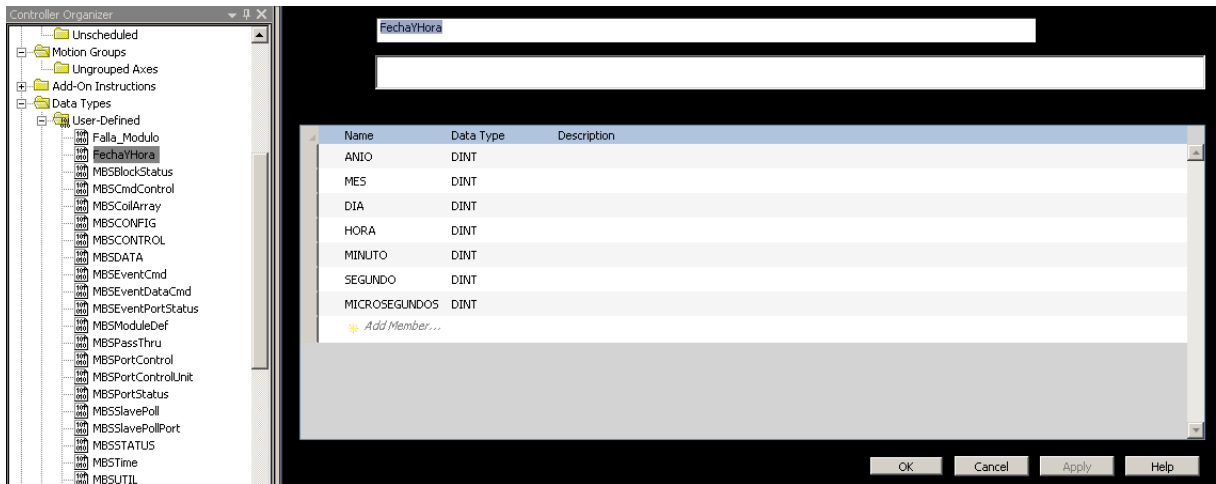 Controller Organizer
Unscheduled
Motion Groups
Ungrouped Axes
Add-On Instructions
Data Types
User-Defined
Falla_Modulo
FechaYHora
MBSBlockStatus
MBSCmdControl
MBSCoilArray
MBSCONFIG
MBSCONTROL
MBSDATA
MBSEventCmd
MBSEventDataCmd
MBSEventPortStatus
MBSModuleDef
MBSPassThru
MBSPortControl
MBSPortControlUnit
MBSPortStatus
MBSSlavePoll
MBSSlavePollPort
MBSSTATUS
MBSTime
MBSUTIL
FechaYHora
Name Data Type Description
ANIO DINT
MES DINT
DIA DINT
HORA DINT
MINUTO DINT
SEGUNDO DINT
MICROSEGUNDOS DINT
Add Member...
OK Cancel Apply Help